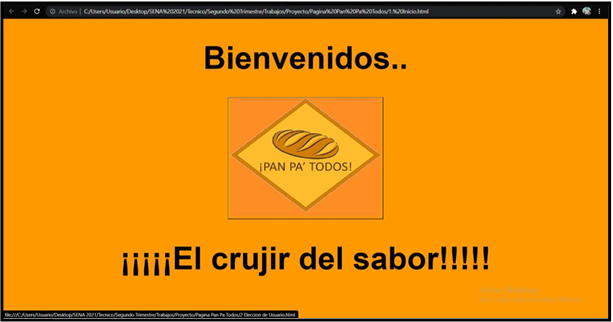 Archivo | C:/Users/Usuario/Desktop/SENA%202021/Tecnico/Segundo%20Trimestre/Trabajos/Proyecto/Pagina%20Pan%20Pa%20Todos/1.%20Inicio.html
Bienvenidos..
¡PAN PA' TODOS!
¡¡¡¡¡El crujir del sabor!!!!!
file:///C:/Users/Usuario/Desktop/SENA 2021/Tecnico/Segundo Trimestre/Trabajos/Proyecto/Pagina Pan Pa Todos/2 Eleccion de Usuario.html